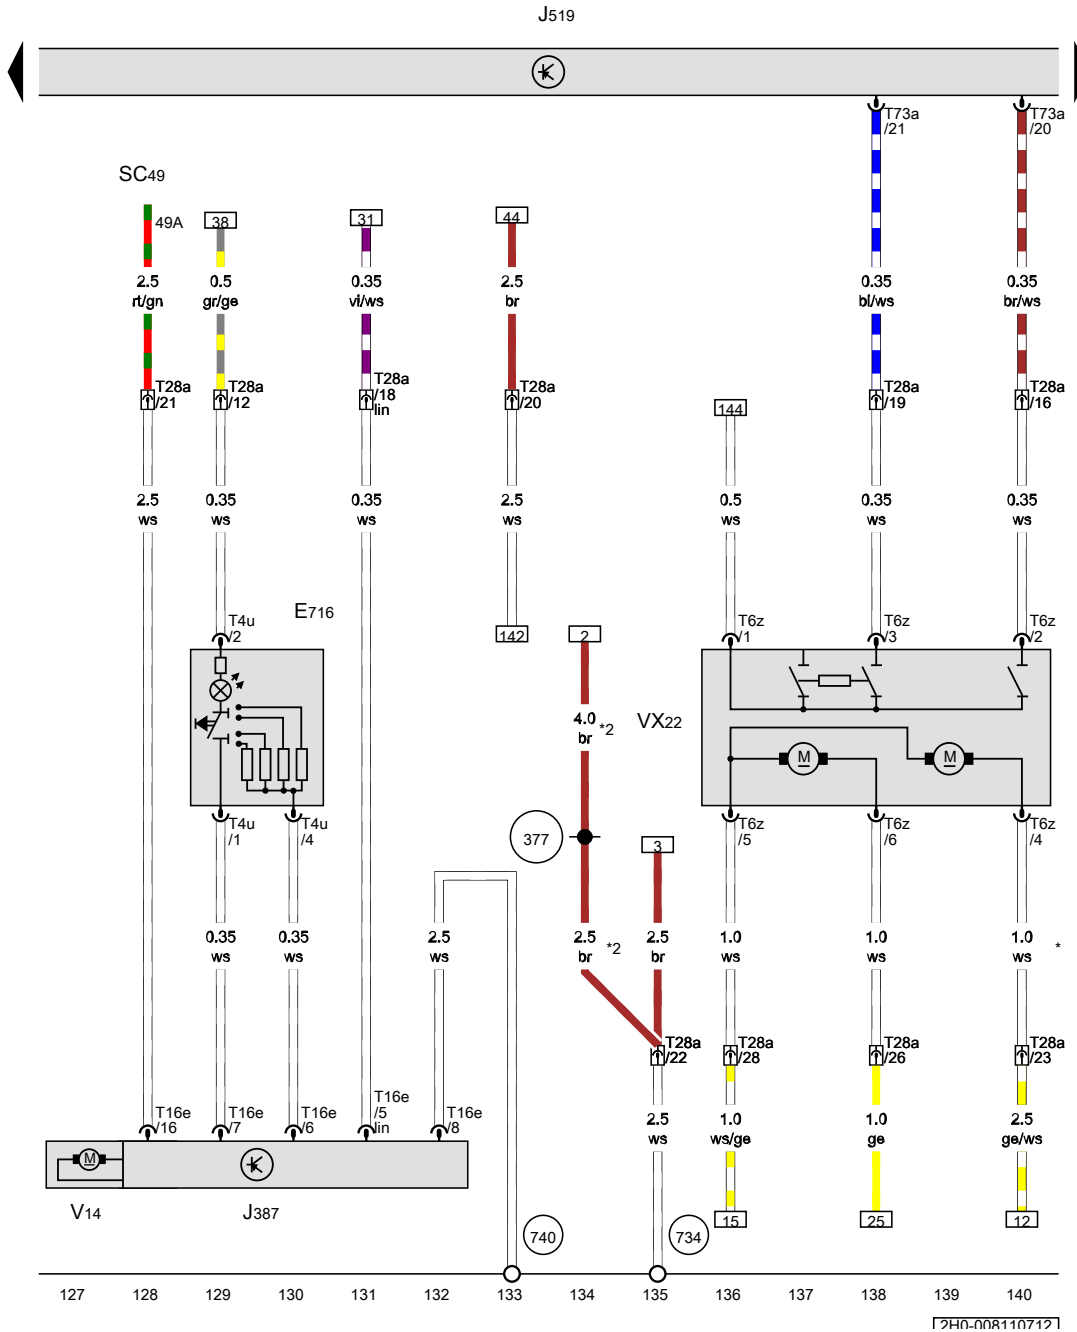 J519
T73a
/21
T73a
/20
SC49
49A
38
31
44
2.5
rt/gn
0.5
gr/ge
0.35
vi/ws
2.5
br
0.35
bl/ws
0.35
br/ws
T28a
/21
T28a
/12
T28a
/18
lin
T28a
/20
T28a
/19
T28a
/16
144
2.5
ws
0.35
ws
0.35
ws
2.5
ws
0.5
ws
0.35
ws
0.35
ws
E716
T4u
/2
142
2
T6z
/1
T6z
/3
T6z
/2
4.0
br
*2
VX22
M
M
T4u
/1
T4u
/4
377
3
T6z
/5
T6z
/6
T6z
/4
0.35
ws
0.35
ws
2.5
ws
2.5
br
*2
2.5
br
1.0
ws
1.0
ws
1.0
ws
*
T28a
/22
T28a
/28
T28a
/26
T28a
/23
T16e
/16
T16e
/7
T16e
/6
T16e
/5
lin
T16e
/8
2.5
ws
1.0
ws/ge
1.0
ge
2.5
ge/ws
M
V14
J387
740
734
15
25
12
127 128 129 130 131 132 133 134 135 136 137 138 139 140
2H0-008110712